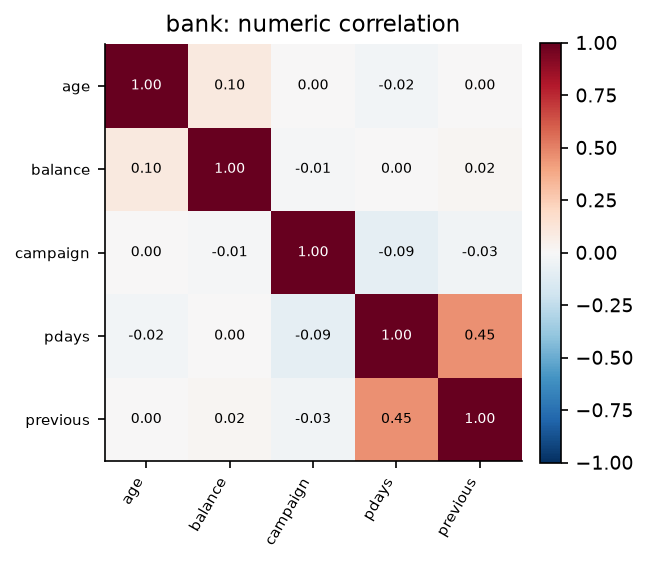 bank: numeric correlation
age 1.00 0.10 0.00 -0.02 0.00
balance 0.10 1.00 -0.01 0.00 0.02
campaign 0.00 -0.01 1.00 -0.09 -0.03
pdays -0.02 0.00 -0.09 1.00 0.45
previous 0.00 0.02 -0.03 0.45 1.00
age balance campaign pdays previous
1.00
0.75
0.50
0.25
0.00
−0.25
−0.50
−0.75
−1.00